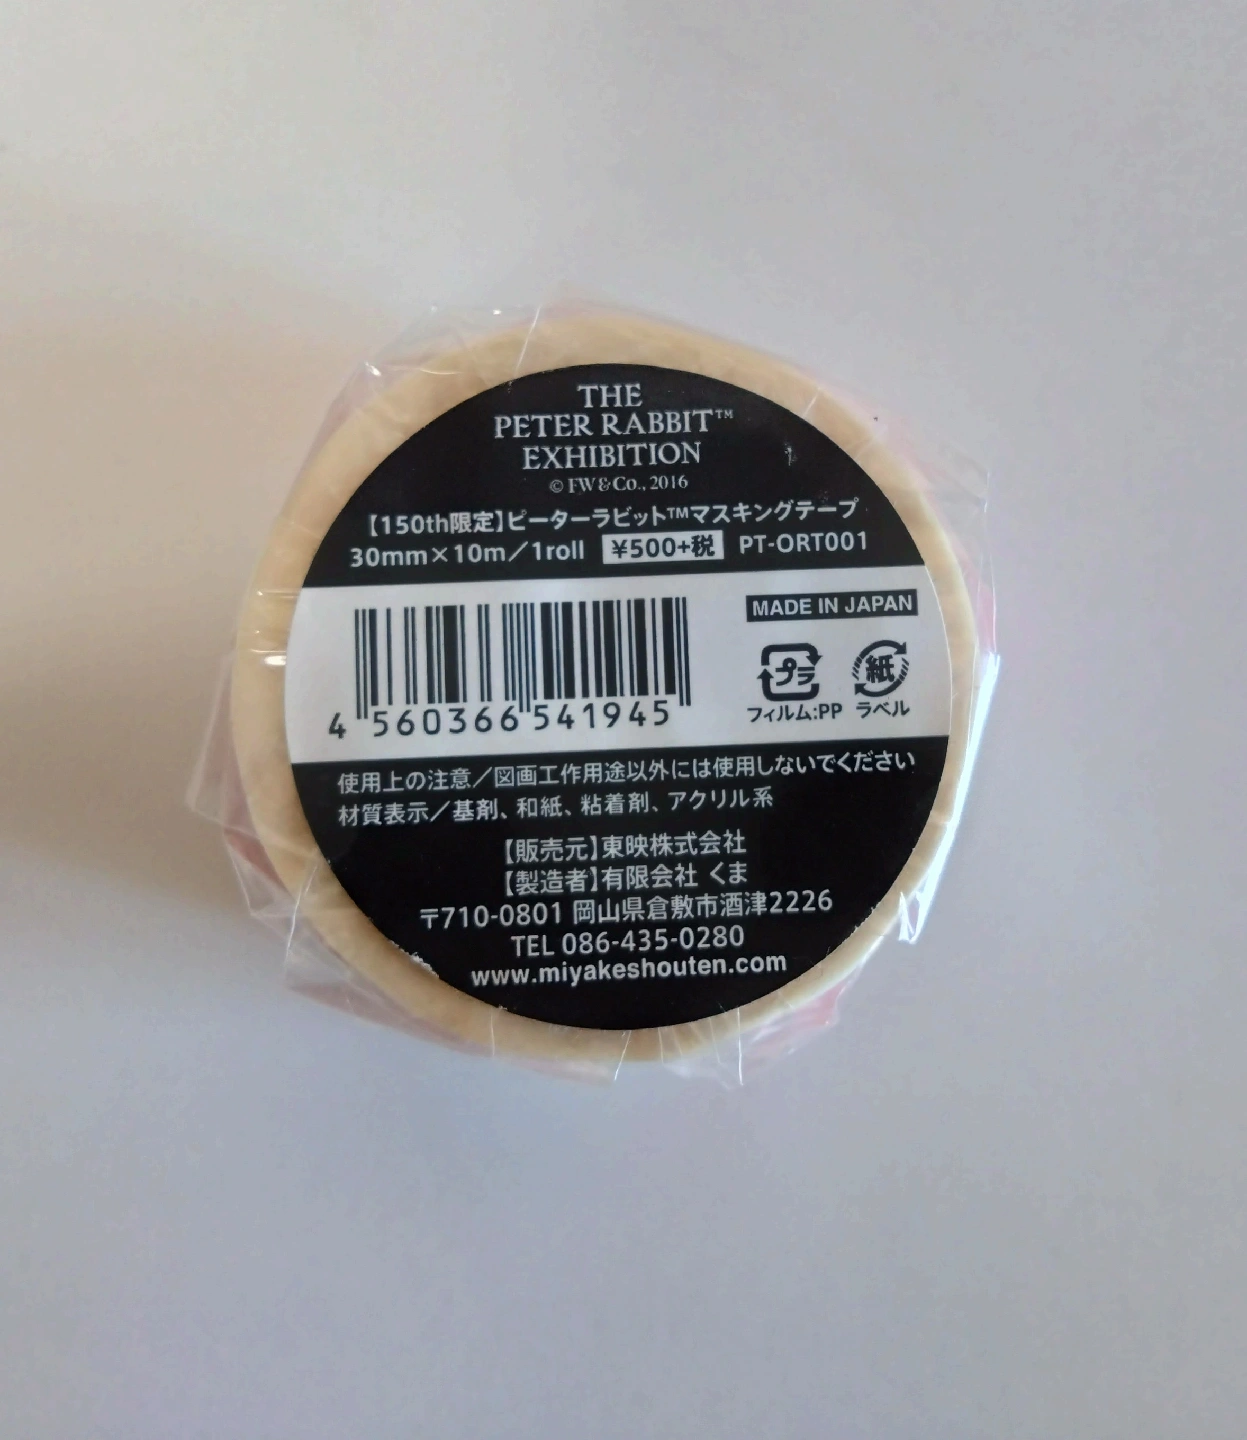 THE
PETER RABBIT™
EXHIBITION
© FW & Co., 2016
【150th限定】ピーターラビット™マスキングテープ
30mm×10m／1roll ¥500+税 PT-ORT001
MADE IN JAPAN
プラ 紙
フィルム:PP ラベル
4 560366 541945
使用上の注意／図画工作用途以外には使用しないでください
材質表示／基剤、和紙、粘着剤、アクリル系
【販売元】東映株式会社
【製造者】有限会社 くま
〒710-0801 岡山県倉敷市酒津2226
TEL 086-435-0280
www.miyakeshouten.com